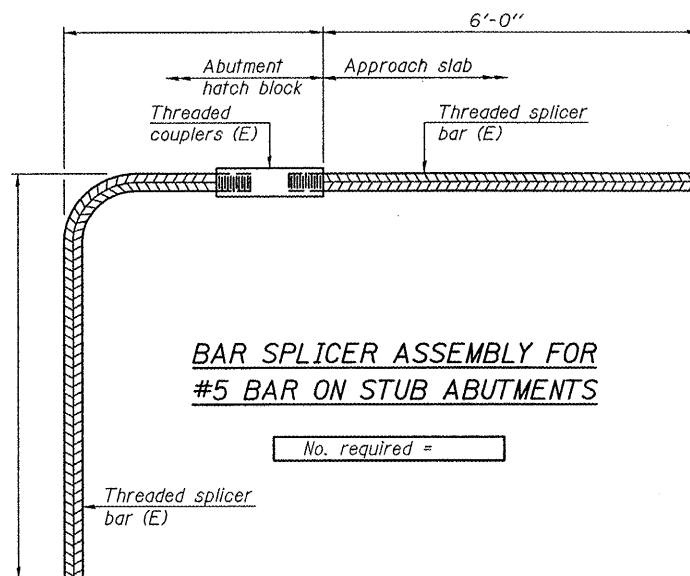 6'-0"
Abutment
hatch block
Approach slab
Threaded
couplers (E)
Threaded splicer
bar (E)
BAR SPLICER ASSEMBLY FOR
#5 BAR ON STUB ABUTMENTS
No. required =
Threaded splicer
bar (E)